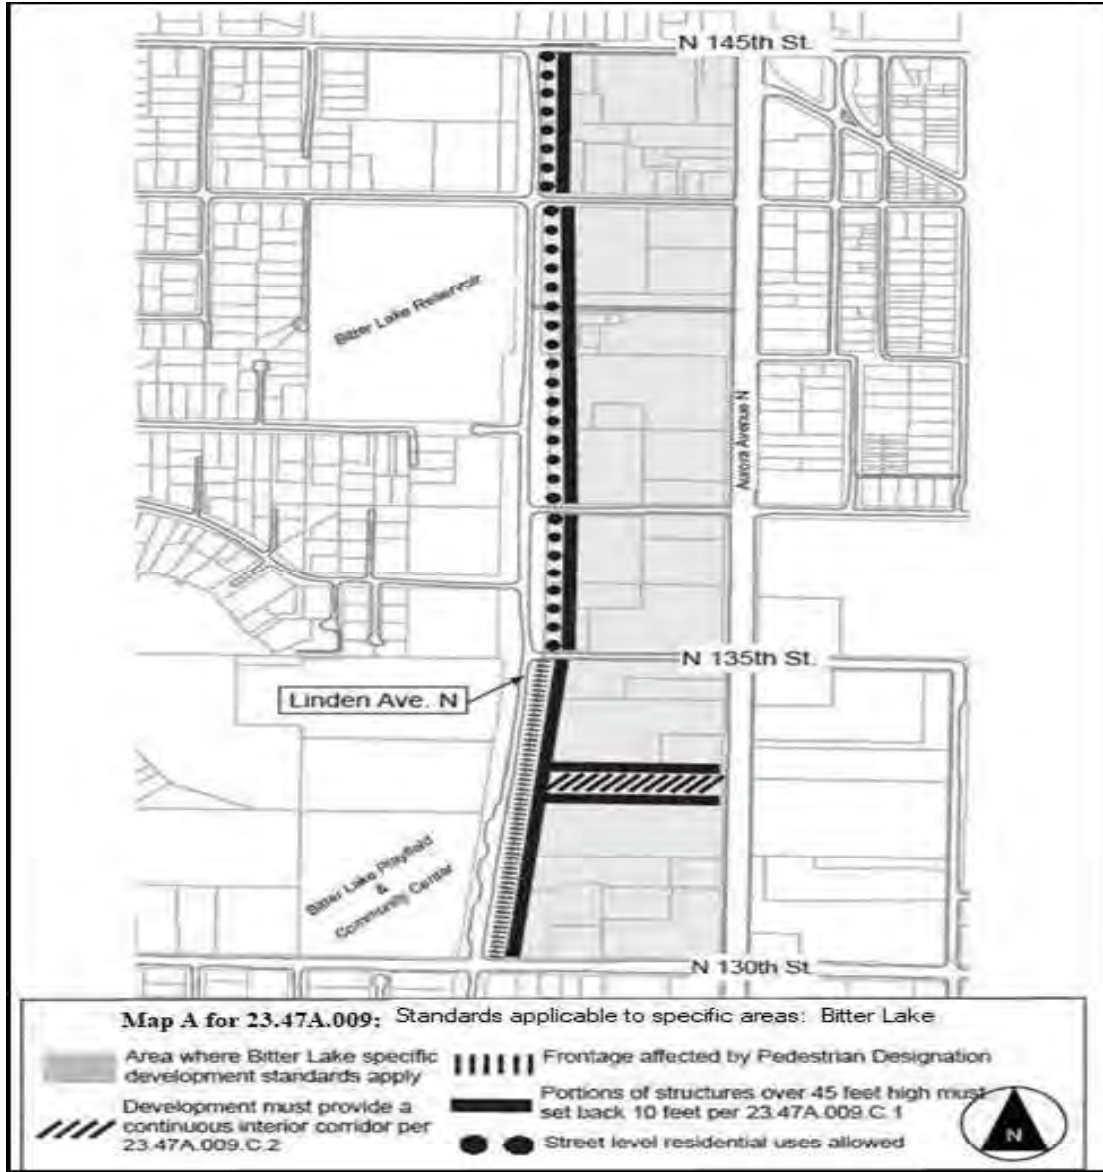 N 145th St.
Bitter Lake Reservoir
Aurora Avenue N
N 135th St.
Linden Ave. N
Bitter Lake Playfield
&
Community Center
N 130th St.
Map A for 23.47A.009: Standards applicable to specific areas: Bitter Lake
Area where Bitter Lake specific
development standards apply
Development must provide a
continuous interior corridor per
23.47A.009.C.2
Frontage affected by Pedestrian Designation
Portions of structures over 45 feet high must
set back 10 feet per 23.47A.009.C.1
Street level residential uses allowed
N